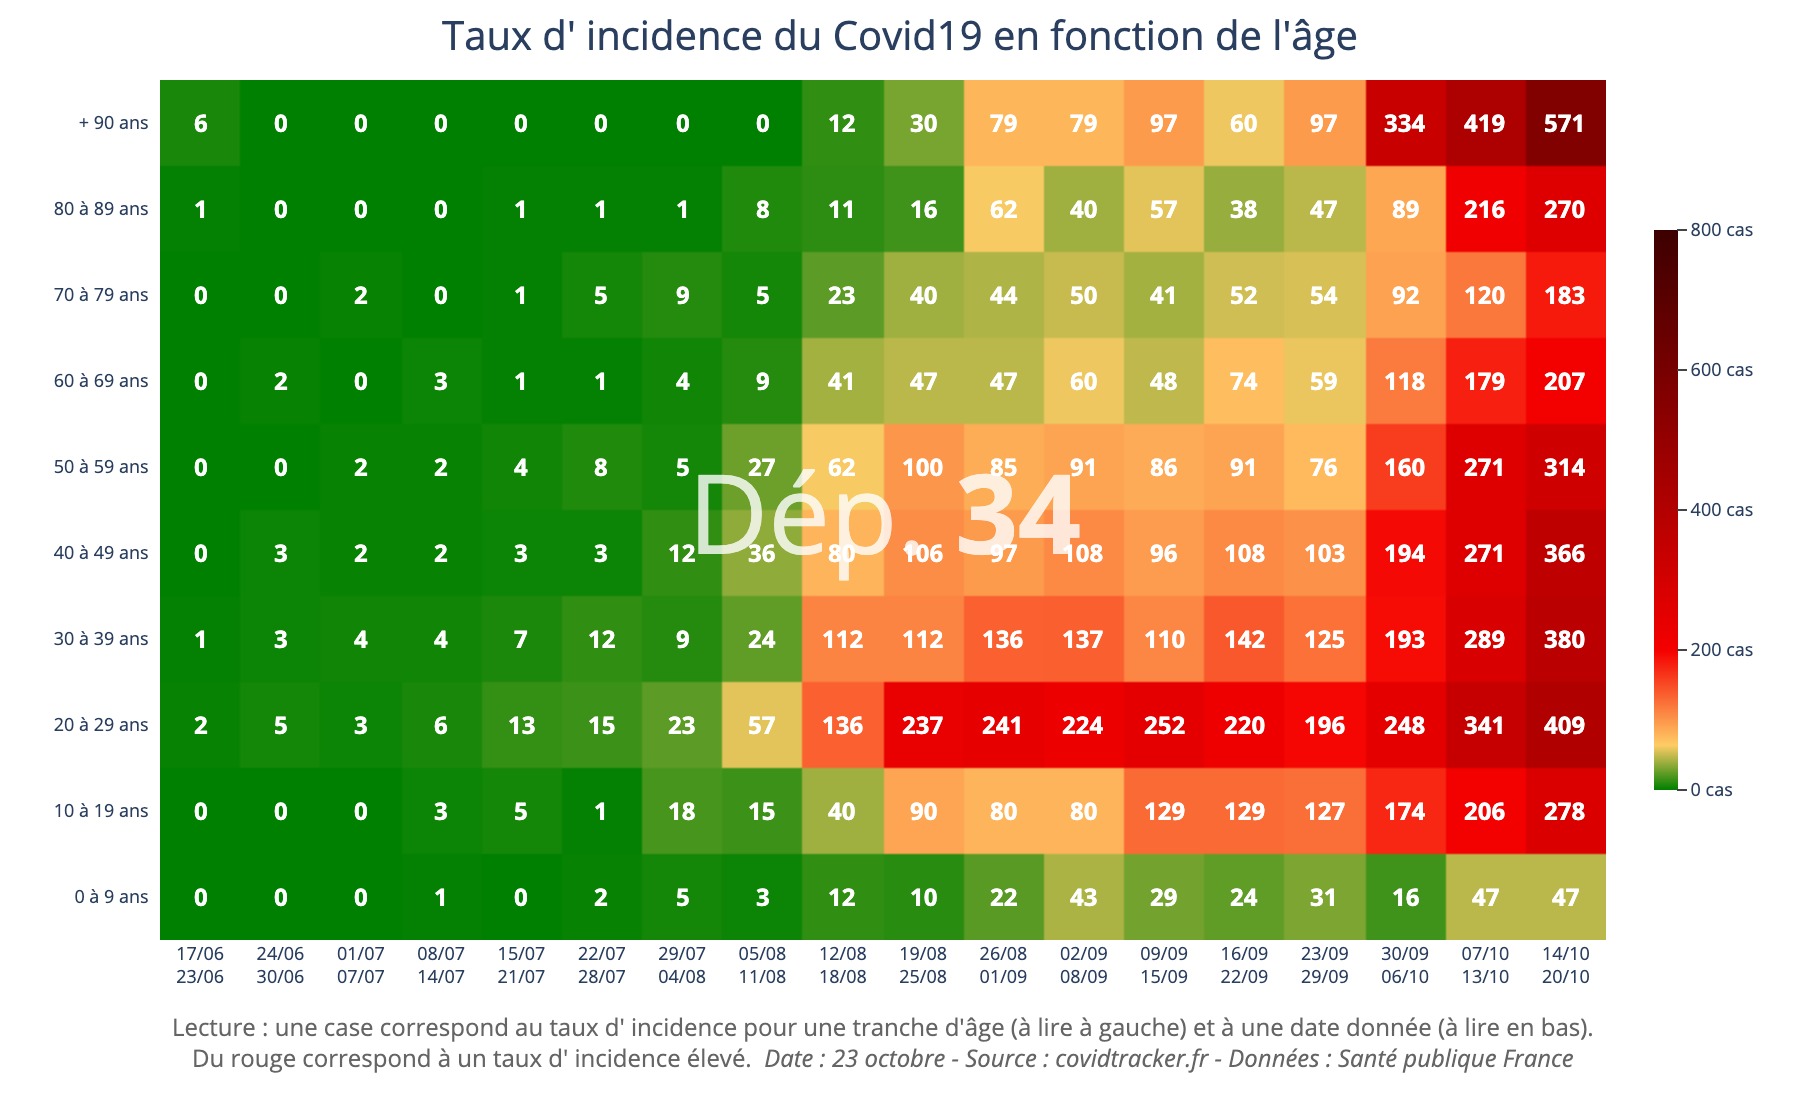 Taux d' incidence du Covid19 en fonction de l'âge
+ 90 ans 6 0 0 0 0 0 0 0 12 30 79 79 97 60 97 334 419 571
80 à 89 ans 1 0 0 0 1 1 1 8 11 16 62 40 57 38 47 89 216 270
70 à 79 ans 0 0 2 0 1 5 9 5 23 40 44 50 41 52 54 92 120 183
60 à 69 ans 0 2 0 3 1 1 4 9 41 47 47 60 48 74 59 118 179 207
50 à 59 ans 0 0 2 2 4 8 5 27 62 100 85 91 86 91 76 160 271 314
Dép. 34
40 à 49 ans 0 3 2 2 3 3 12 36 80 106 97 108 96 108 103 194 271 366
30 à 39 ans 1 3 4 4 7 12 9 24 112 112 136 137 110 142 125 193 289 380
20 à 29 ans 2 5 3 6 13 15 23 57 136 237 241 224 252 220 196 248 341 409
10 à 19 ans 0 0 0 3 5 1 18 15 40 90 80 80 129 129 127 174 206 278
0 à 9 ans 0 0 0 1 0 2 5 3 12 10 22 43 29 24 31 16 47 47
17/06 24/06 01/07 08/07 15/07 22/07 29/07 05/08 12/08 19/08 26/08 02/09 09/09 16/09 23/09 30/09 07/10 14/10
23/06 30/06 07/07 14/07 21/07 28/07 04/08 11/08 18/08 25/08 01/09 08/09 15/09 22/09 29/09 06/10 13/10 20/10
800 cas
600 cas
400 cas
200 cas
0 cas
Lecture : une case correspond au taux d' incidence pour une tranche d'âge (à lire à gauche) et à une date donnée (à lire en bas).
Du rouge correspond à un taux d' incidence élevé. Date : 23 octobre - Source : covidtracker.fr - Données : Santé publique France